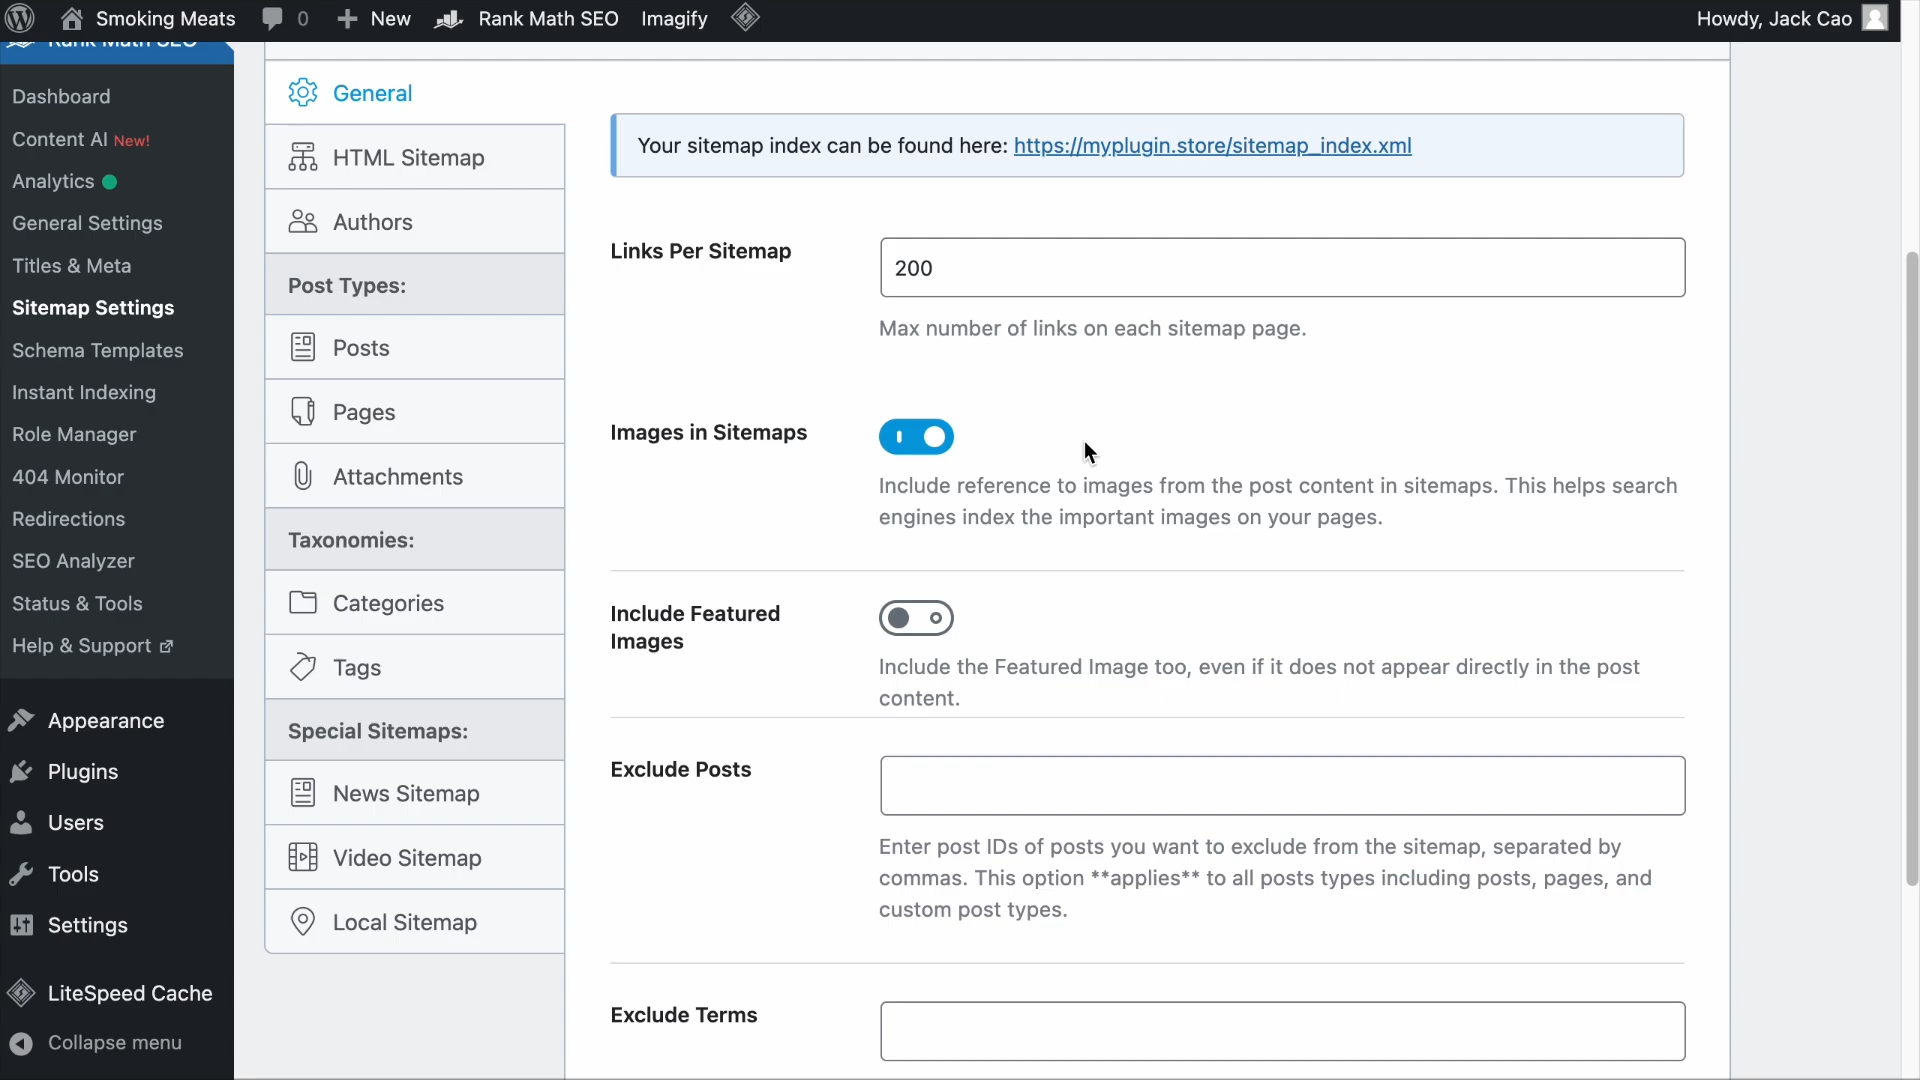 Smoking Meats 0 New Rank Math SEO Imagify Howdy, Jack Cao
Rank Math SEO
Dashboard
Content AI New!
Analytics
General Settings
Titles & Meta
Sitemap Settings
Schema Templates
Instant Indexing
Role Manager
404 Monitor
Redirections
SEO Analyzer
Status & Tools
Help & Support
Appearance
Plugins
Users
Tools
Settings
LiteSpeed Cache
Collapse menu
General
HTML Sitemap
Authors
Post Types:
Posts
Pages
Attachments
Taxonomies:
Categories
Tags
Special Sitemaps:
News Sitemap
Video Sitemap
Local Sitemap
Your sitemap index can be found here: https://myplugin.store/sitemap_index.xml
Links Per Sitemap
200
Max number of links on each sitemap page.
Images in Sitemaps
Include reference to images from the post content in sitemaps. This helps search
engines index the important images on your pages.
Include Featured
Images
Include the Featured Image too, even if it does not appear directly in the post
content.
Exclude Posts
Enter post IDs of posts you want to exclude from the sitemap, separated by
commas. This option **applies** to all posts types including posts, pages, and
custom post types.
Exclude Terms